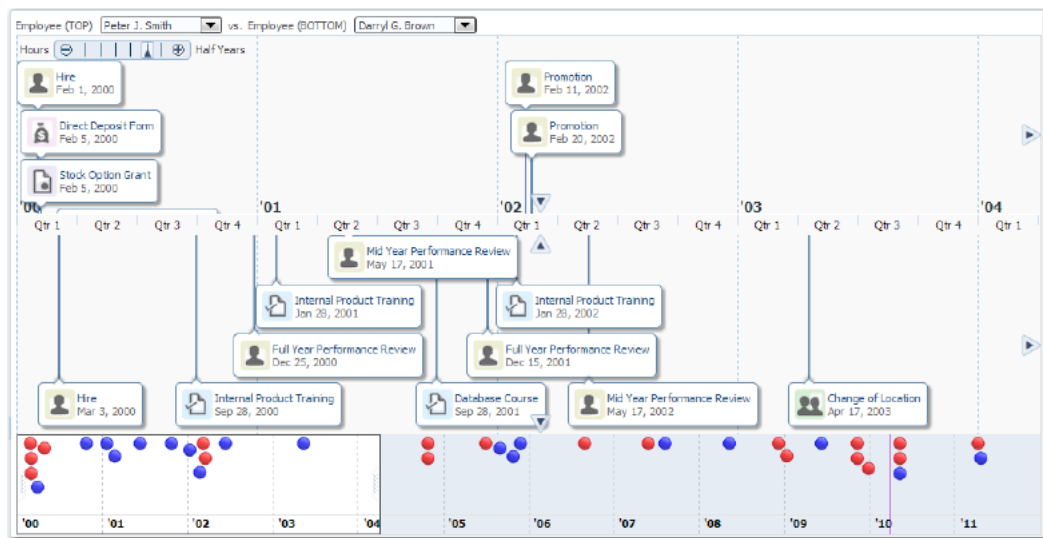 Employee (TOP) Peter J. Smith vs. Employee (BOTTOM) Darryl G. Brown
Hours Half Years
Hire
Feb 1, 2000
Promotion
Feb 11, 2002
Direct Deposit Form
Feb 5, 2000
Promotion
Feb 20, 2002
Stock Option Grant
Feb 5, 2000
'00 '01 '02 '03 '04
Qtr 1 Qtr 2 Qtr 3 Qtr 4 Qtr 1 Qtr 2 Qtr 3 Qtr 4 Qtr 1 Qtr 2 Qtr 3 Qtr 4 Qtr 1 Qtr 2 Qtr 3 Qtr 4 Qtr 1
Mid Year Performance Review
May 17, 2001
Internal Product Training
Jan 28, 2001
Internal Product Training
Jan 28, 2002
Full Year Performance Review
Dec 25, 2000
Full Year Performance Review
Dec 15, 2001
Hire
Mar 3, 2000
Internal Product Training
Sep 28, 2000
Database Course
Sep 28, 2001
Mid Year Performance Review
May 17, 2002
Change of Location
Apr 17, 2003
'00 '01 '02 '03 '04 '05 '06 '07 '08 '09 '10 '11